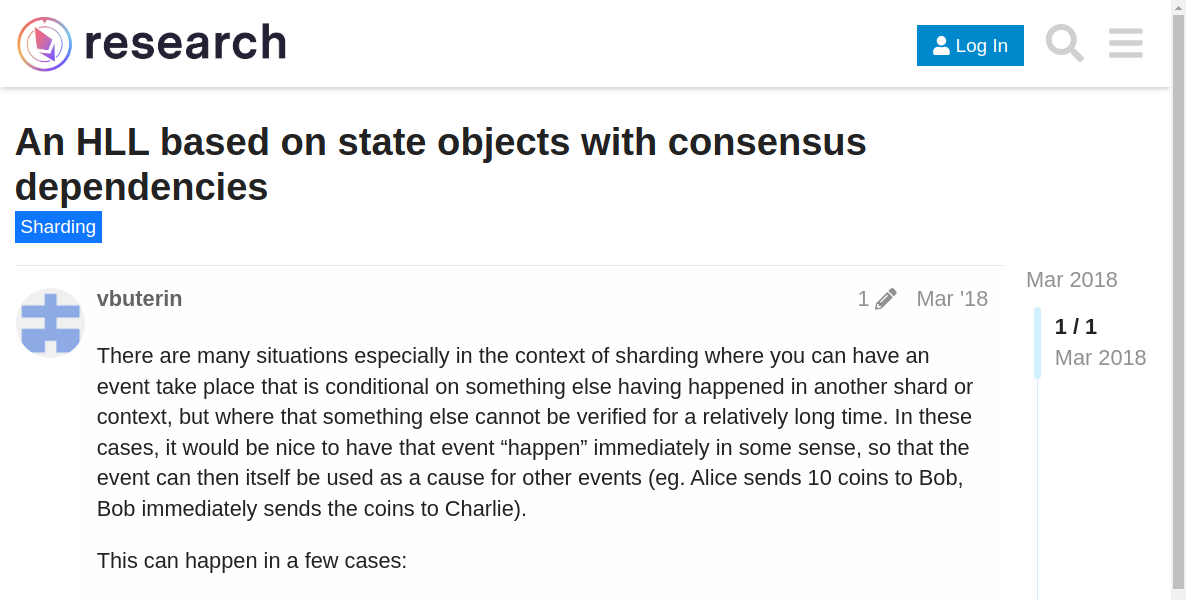 research
Log In
An HLL based on state objects with consensus
dependencies
Sharding
vbuterin
1
Mar '18
There are many situations especially in the context of sharding where you can have an
event take place that is conditional on something else having happened in another shard or
context, but where that something else cannot be verified for a relatively long time. In these
cases, it would be nice to have that event “happen” immediately in some sense, so that the
event can then itself be used as a cause for other events (eg. Alice sends 10 coins to Bob,
Bob immediately sends the coins to Charlie).
This can happen in a few cases:
Mar 2018
1 / 1
Mar 2018